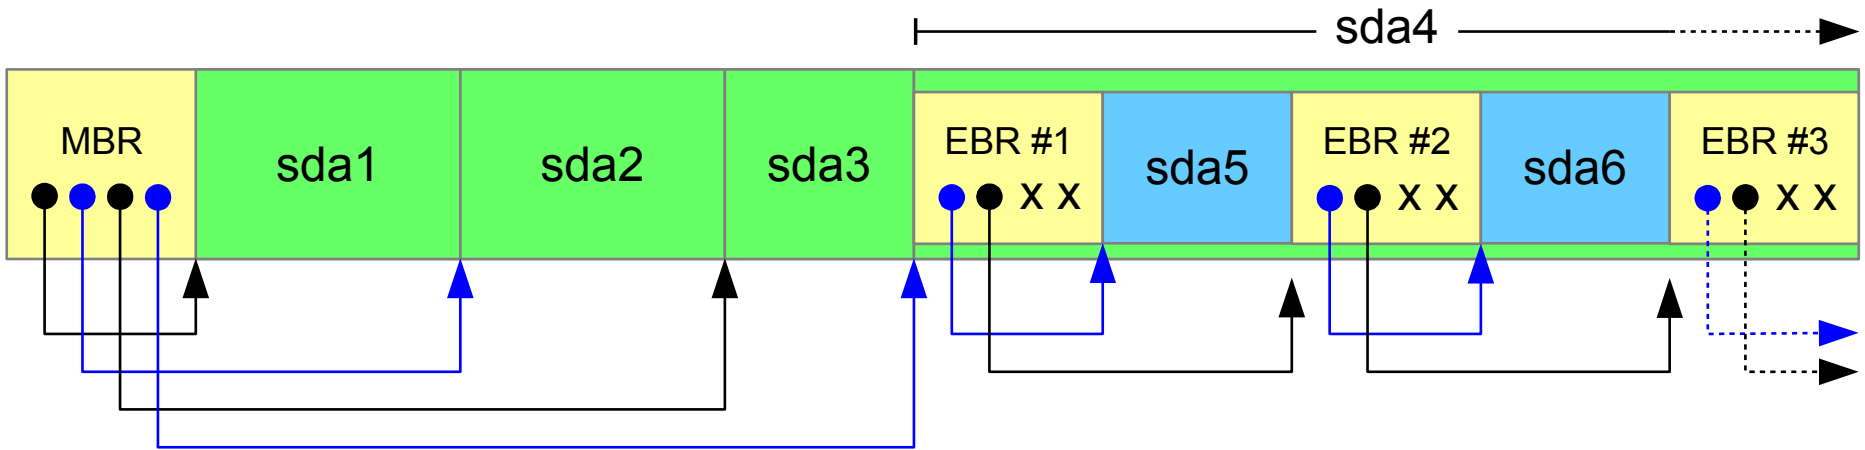 sda4
MBR
sda1
sda2
sda3
EBR #1
x x
sda5
EBR #2
x x
sda6
EBR #3
x x